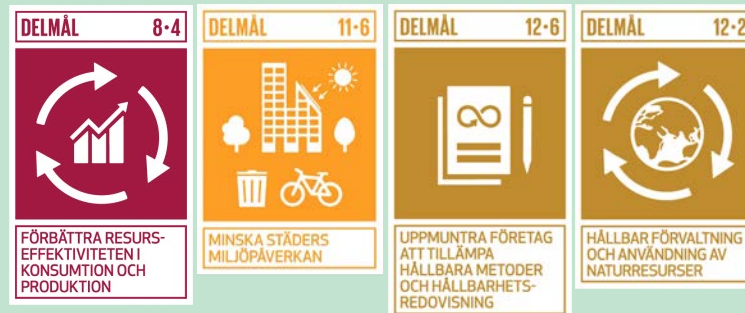 DELMÅL 8·4
FÖRBÄTTRA RESURS-
EFFEKTIVITETEN I
KONSUMTION OCH
PRODUKTION
DELMÅL 11·6
MINSKA STÄDERS
MILJÖPÅVERKAN
DELMÅL 12·6
UPPMUNTRA FÖRETAG
ATT TILLÄMPA
HÅLLBARA METODER
OCH HÅLLBARHETS-
REDOVISNING
DELMÅL 12·2
HÅLLBAR FÖRVALTNING
OCH ANVÄNDNING AV
NATURRESURSER